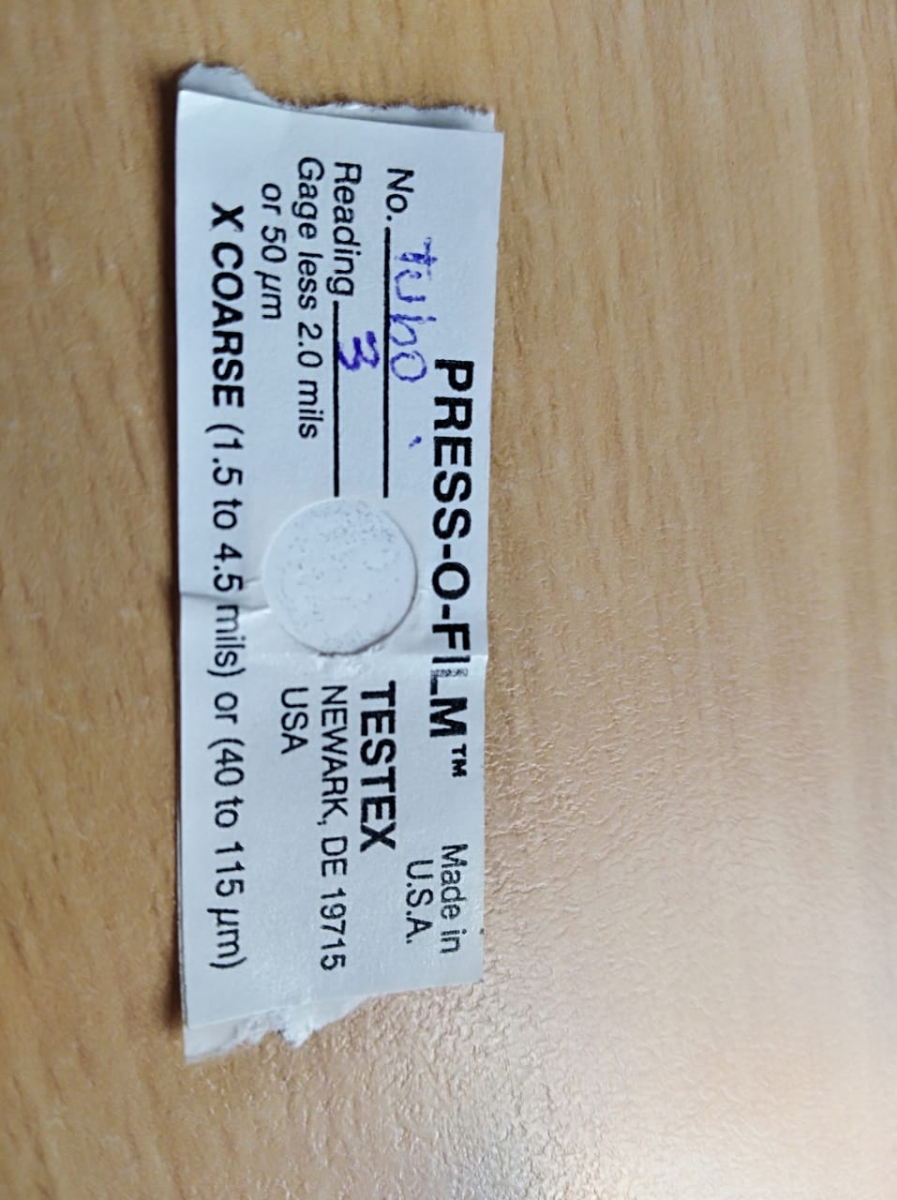 PRESS-O-FILM™
Made in
U.S.A.
No. tubo
Reading 3
Gage less 2.0 mils
or 50 µm
TESTEX
NEWARK, DE 19715
USA
X COARSE (1.5 to 4.5 mils) or (40 to 115 µm)